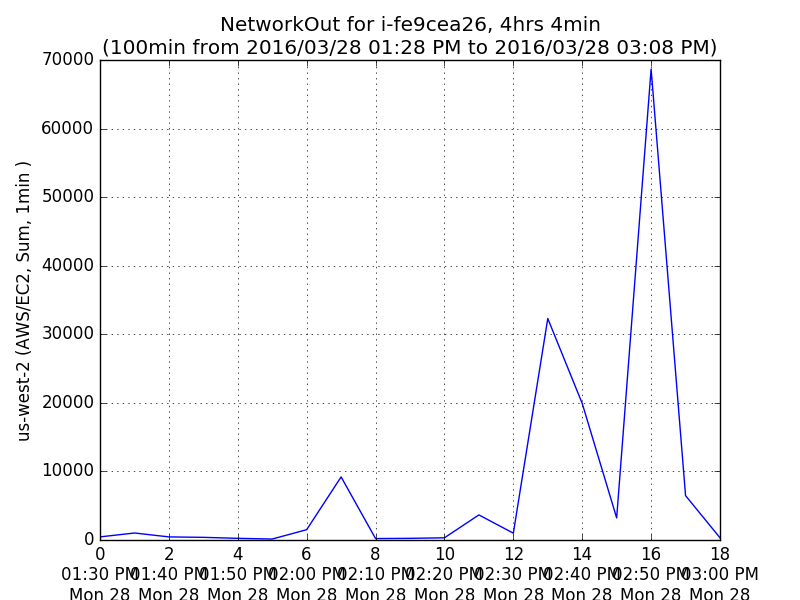 NetworkOut for i-fe9cea26, 4hrs 4min
(100min from 2016/03/28 01:28 PM to 2016/03/28 03:08 PM)
us-west-2 (AWS/EC2, Sum, 1min )
70000
60000
50000
40000
30000
20000
10000
0
0 2 4 6 8 10 12 14 16 18
01:30 PM 01:40 PM 01:50 PM 02:00 PM 02:10 PM 02:20 PM 02:30 PM 02:40 PM 02:50 PM 03:00 PM
Mon 28 Mon 28 Mon 28 Mon 28 Mon 28 Mon 28 Mon 28 Mon 28 Mon 28 Mon 28